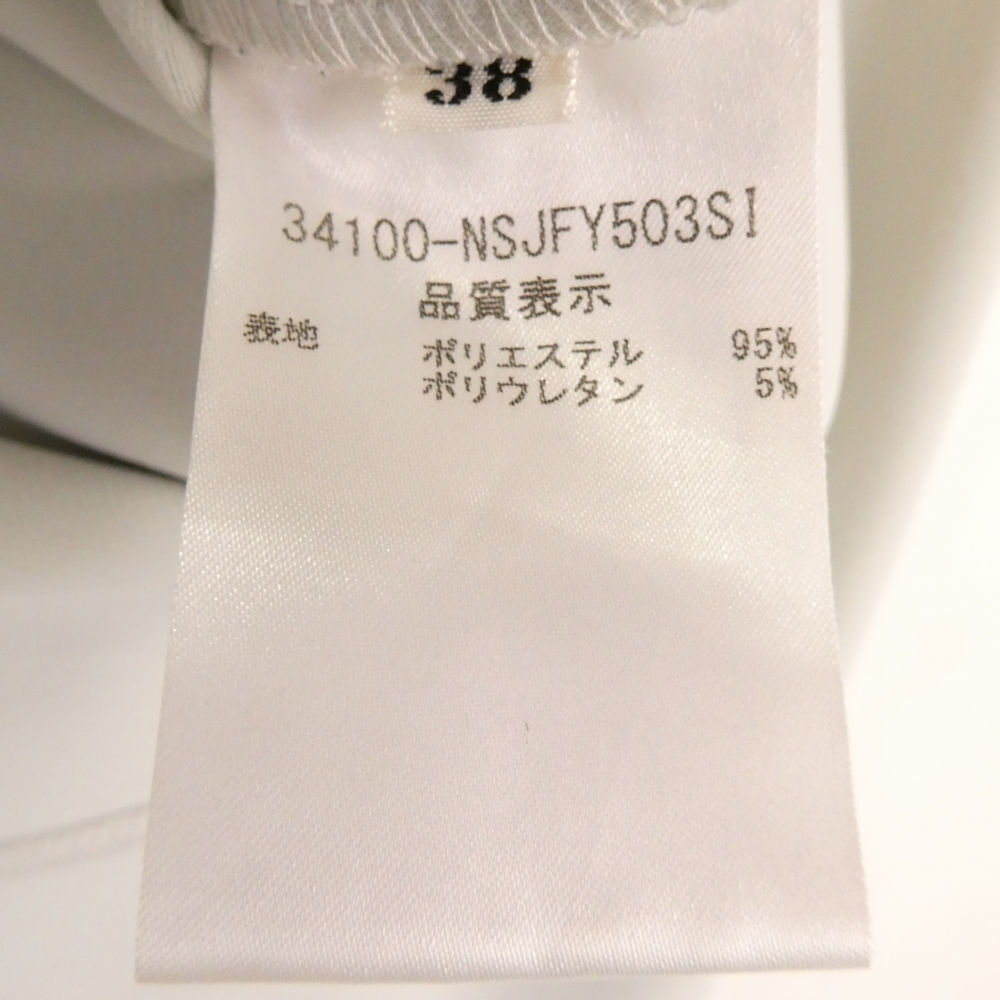 38
34100-NSJFY503SI
品質表示
表地 ポリエステル 95%
ポリウレタン 5%